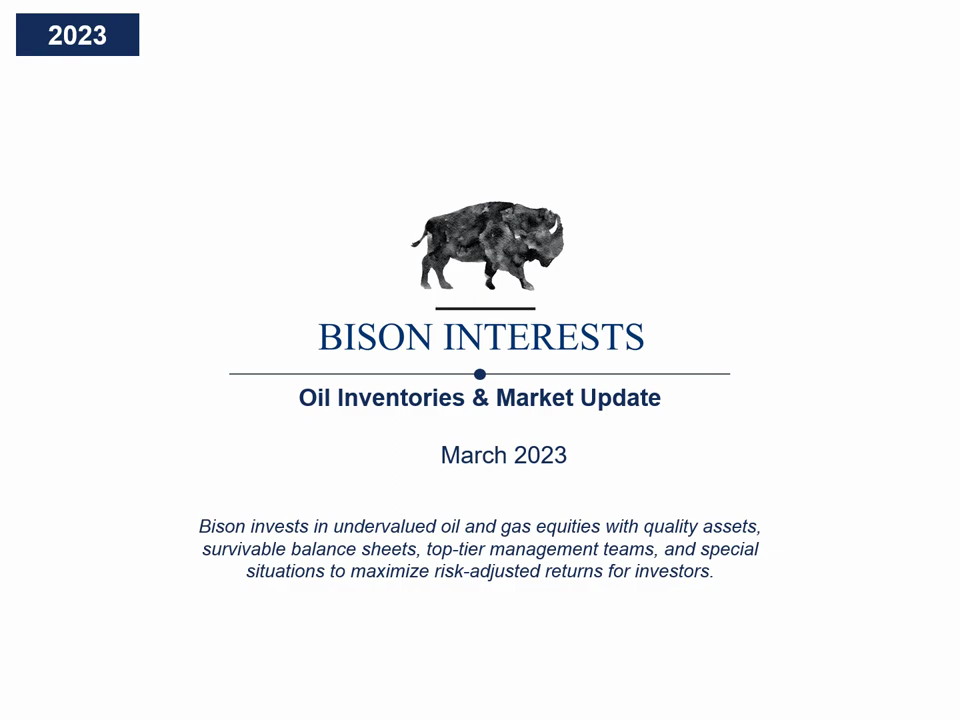 2023
BISON INTERESTS
Oil Inventories & Market Update
March 2023
Bison invests in undervalued oil and gas equities with quality assets,
survivable balance sheets, top-tier management teams, and special
situations to maximize risk-adjusted returns for investors.